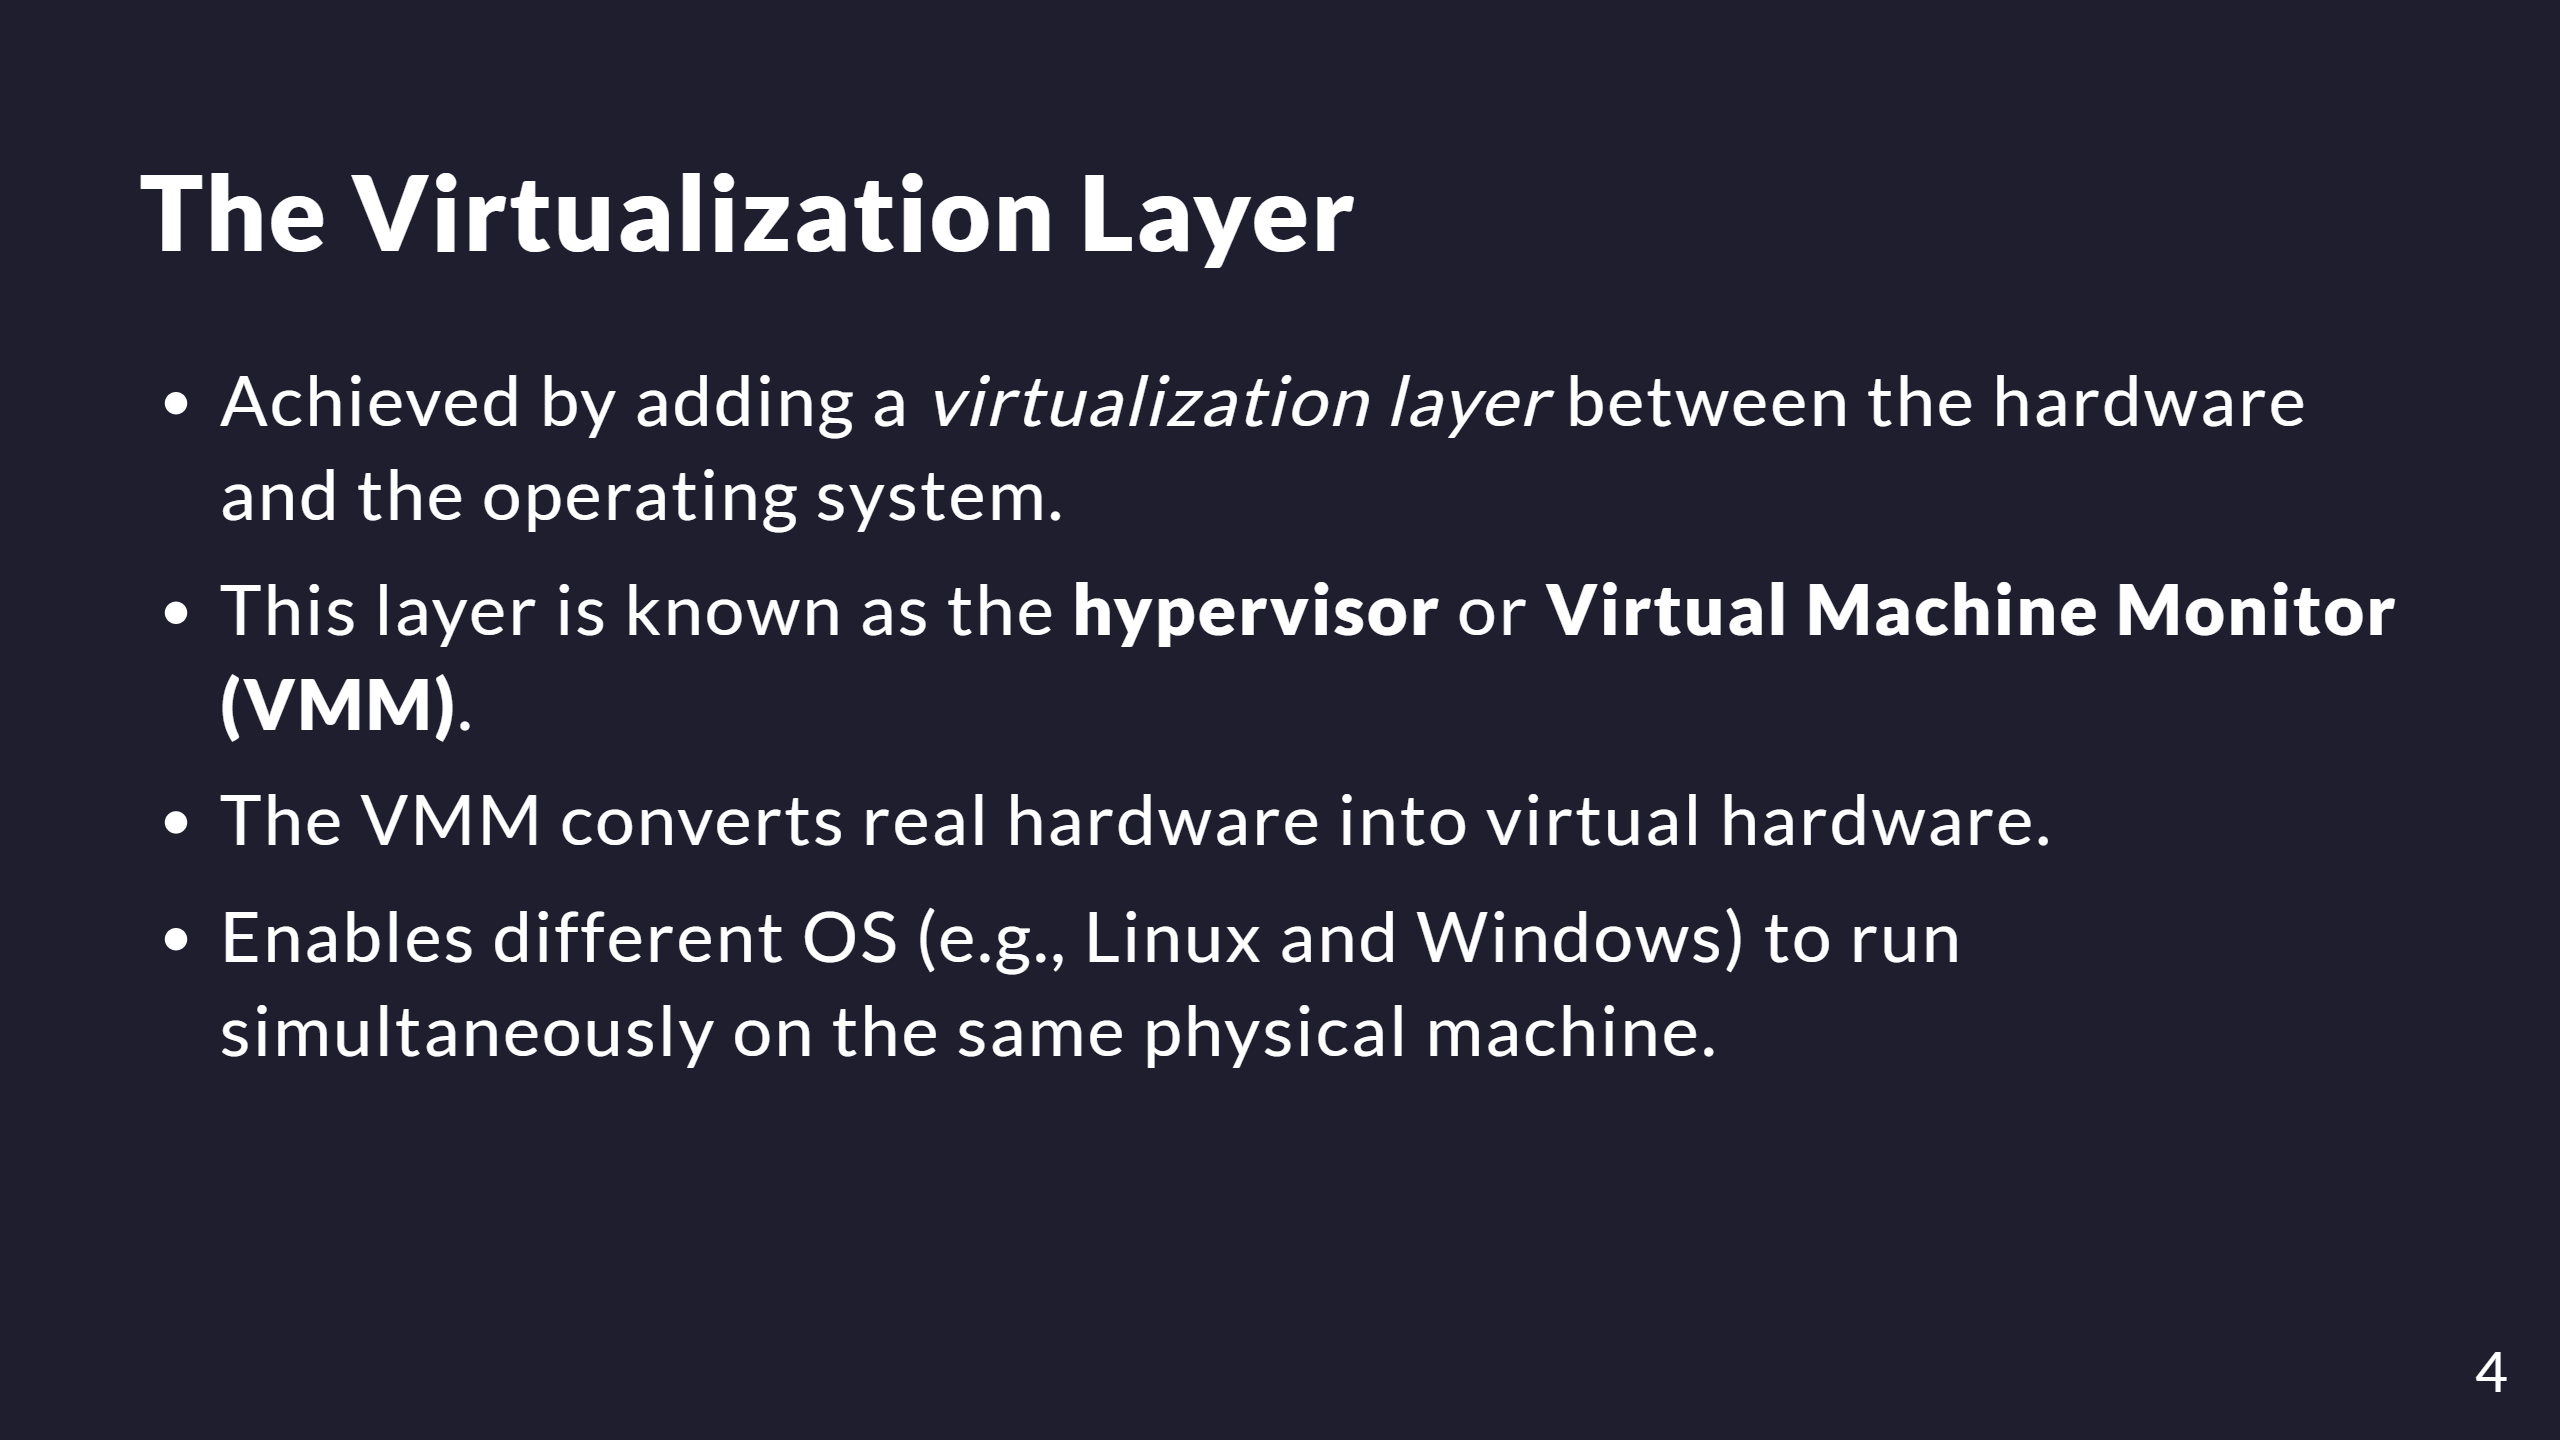 The Virtualization Layer
• Achieved by adding a virtualization layer between the hardware
and the operating system.
• This layer is known as the hypervisor or Virtual Machine Monitor
(VMM).
• The VMM converts real hardware into virtual hardware.
• Enables different OS (e.g., Linux and Windows) to run
simultaneously on the same physical machine.
4